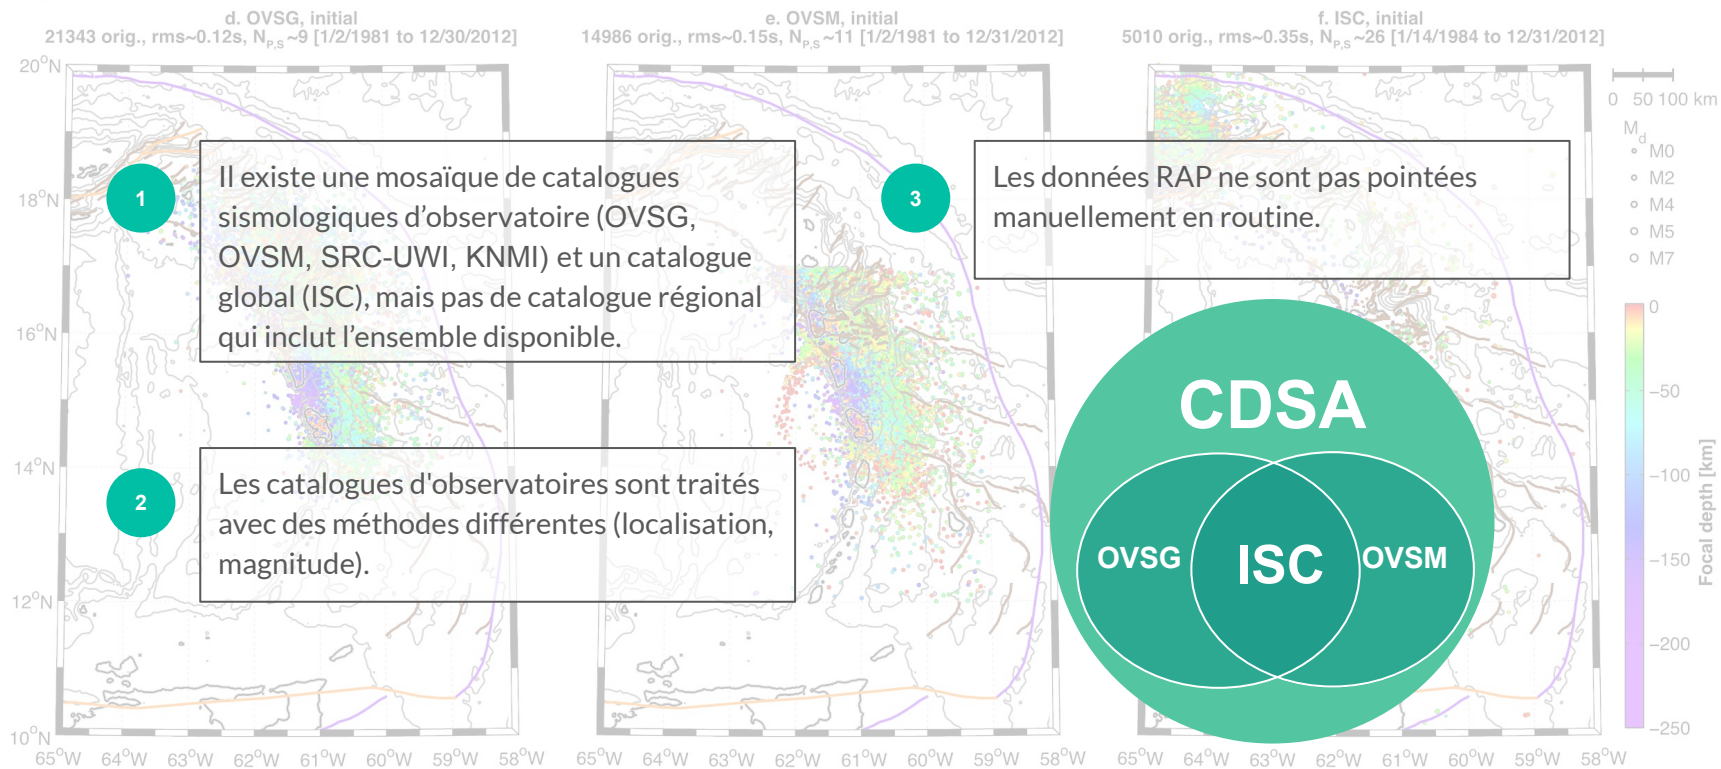 d. OVSG, initial
21343 orig., rms~0.12s, N_P,S~9 [1/2/1981 to 12/30/2012]
e. OVSM, initial
14986 orig., rms~0.15s, N_P,S~11 [1/2/1981 to 12/31/2012]
f. ISC, initial
5010 orig., rms~0.35s, N_P,S~26 [1/14/1984 to 12/31/2012]
20°N
18°N
16°N
14°N
12°N
10°N
1
Il existe une mosaïque de catalogues
sismologiques d’observatoire (OVSG,
OVSM, SRC-UWI, KNMI) et un catalogue
global (ISC), mais pas de catalogue régional
qui inclut l’ensemble disponible.
2
Les catalogues d'observatoires sont traités
avec des méthodes différentes (localisation,
magnitude).
3
Les données RAP ne sont pas pointées
manuellement en routine.
CDSA
OVSG ISC OVSM
0 50 100 km
Md
M0
M2
M4
M5
M7
0
−50
−100
−150
−200
−250
Focal depth [km]
65°W 64°W 63°W 62°W 61°W 60°W 59°W 58°W
65°W 64°W 63°W 62°W 61°W 60°W 59°W 58°W
65°W 64°W 63°W 62°W 61°W 60°W 59°W 58°W